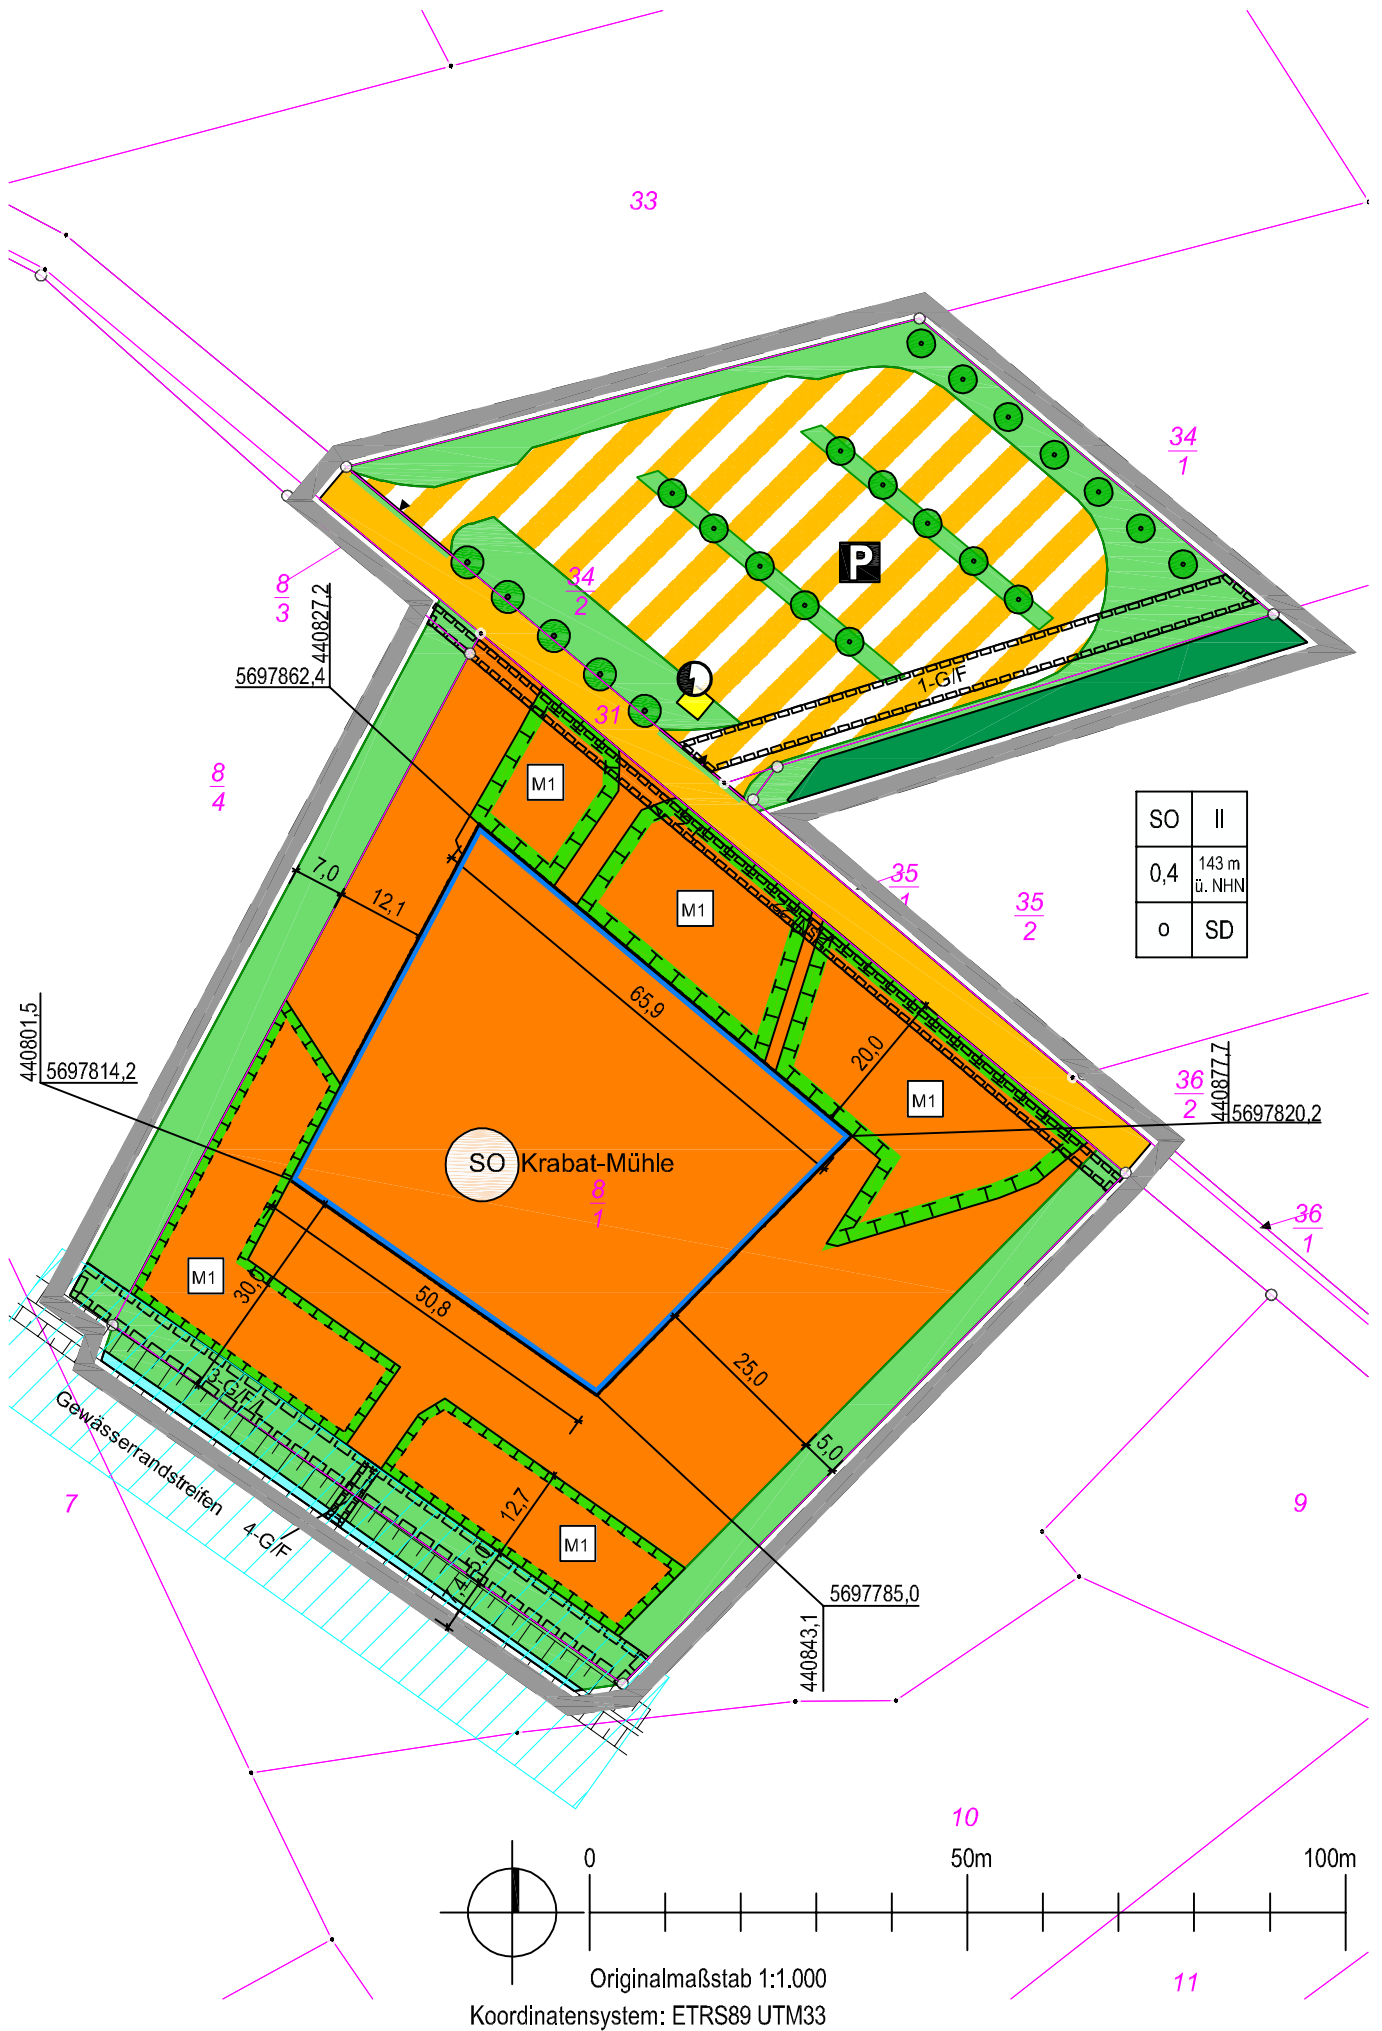 33
34
1
8
3
34
2
P
440827,2
5697862,4
1-G/F
31
8
4
M1
SO
II
0,4
143 m
ü. NHN
o
SD
7,0
12,1
M1
35
1
35
2
65,9
20,0
440801,5
5697814,2
M1
36
2
440877,7
5697820,2
SO Krabat-Mühle
8
1
36
1
M1
50,8
25,0
5,0
3-G/F/L
Gewässerrandstreifen
4-G/F
7
9
12,7
5,0
M1
5697785,0
440843,1
10
0
50m
100m
Originalmaßstab 1:1.000
Koordinatensystem: ETRS89 UTM33
11